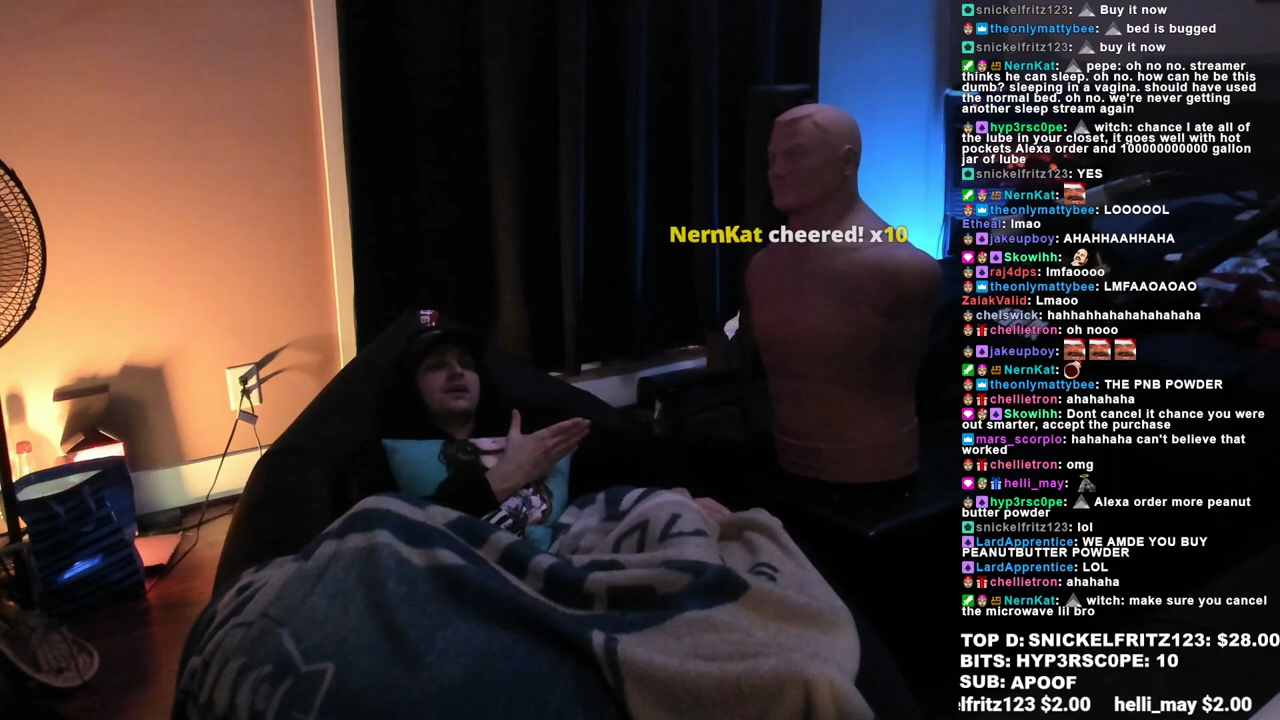 snickelfritz123: Buy it now
theonlymattybee: bed is bugged
snickelfritz123: buy it now
NernKat: pepe: oh no no. streamer
thinks he can sleep. oh no. how can he be this
dumb? sleeping in a vagina. should have used
the normal bed. oh no. we're never getting
another sleep stream again
hyp3rsc0pe: witch: chance I ate all of
the lube in your closet, it goes well with hot
pockets Alexa order and 100000000000 gallon
jar of lube
snickelfritz123: YES
NernKat:
theonlymattybee: LOOOOOL
Etheal: lmao
jakeupboy: AHAHHAAHHAHA
Skowihh:
raj4dps: lmfaoooo
theonlymattybee: LMFAAOAOAO
ZalakValid: Lmaoo
chelswick: hahhahhahahahahahaha
chellietron: oh nooo
jakeupboy:
NernKat:
theonlymattybee: THE PNB POWDER
chellietron: ahahahaha
Skowihh: Dont cancel it chance you were
out smarter, accept the purchase
mars_scorpio: hahahaha can't believe that
worked
chellietron: omg
helli_may:
hyp3rsc0pe: Alexa order more peanut
butter powder
snickelfritz123: lol
LardApprentice: WE AMDE YOU BUY
PEANUTBUTTER POWDER
LardApprentice: LOL
chellietron: ahahaha
NernKat: witch: make sure you cancel
the microwave lil bro
NernKat cheered! x10
TOP D: SNICKELFRITZ123: $28.00
BITS: HYP3RSC0PE: 10
SUB: APOOF
lfritz123 $2.00 helli_may $2.00